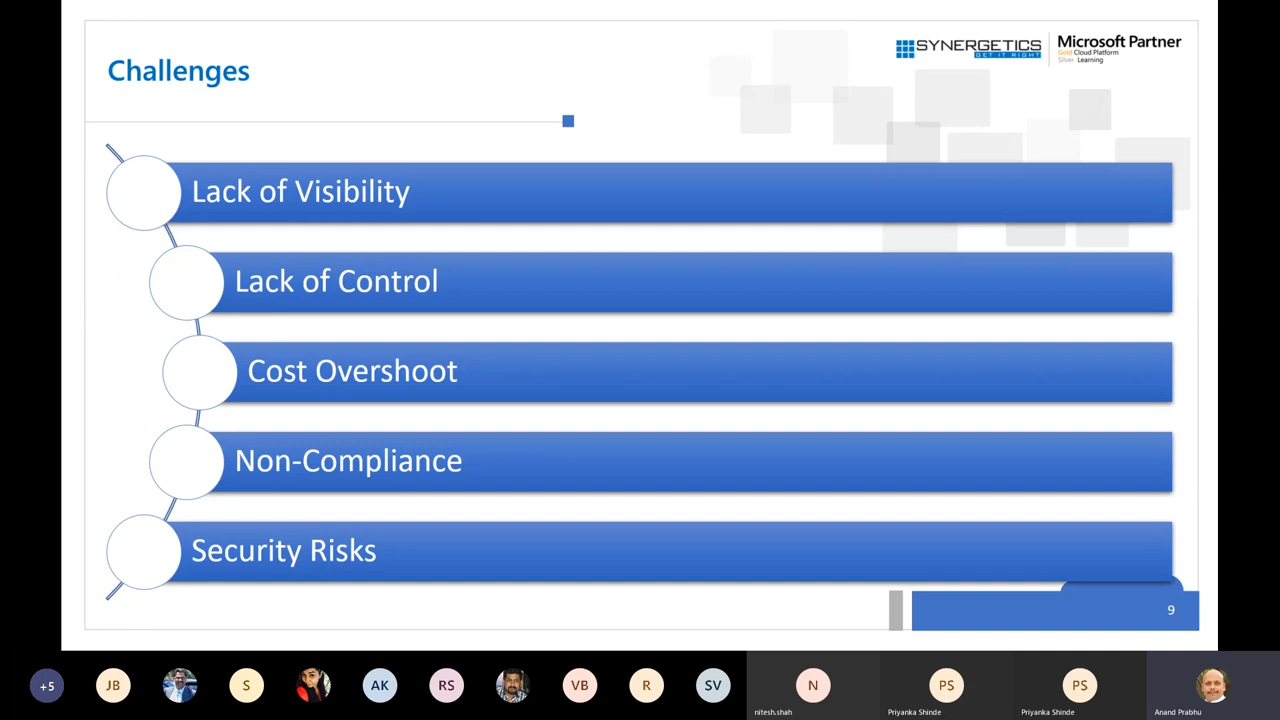 Challenges
SYNERGETICS
GET IT RIGHT
Microsoft Partner
Gold Cloud Platform
Silver Learning
Lack of Visibility
Lack of Control
Cost Overshoot
Non-Compliance
Security Risks
9
+5
JB
S
AK
RS
VB
R
SV
N
PS
PS
nitesh.shah
Priyanka Shinde
Priyanka Shinde
Anand Prabhu